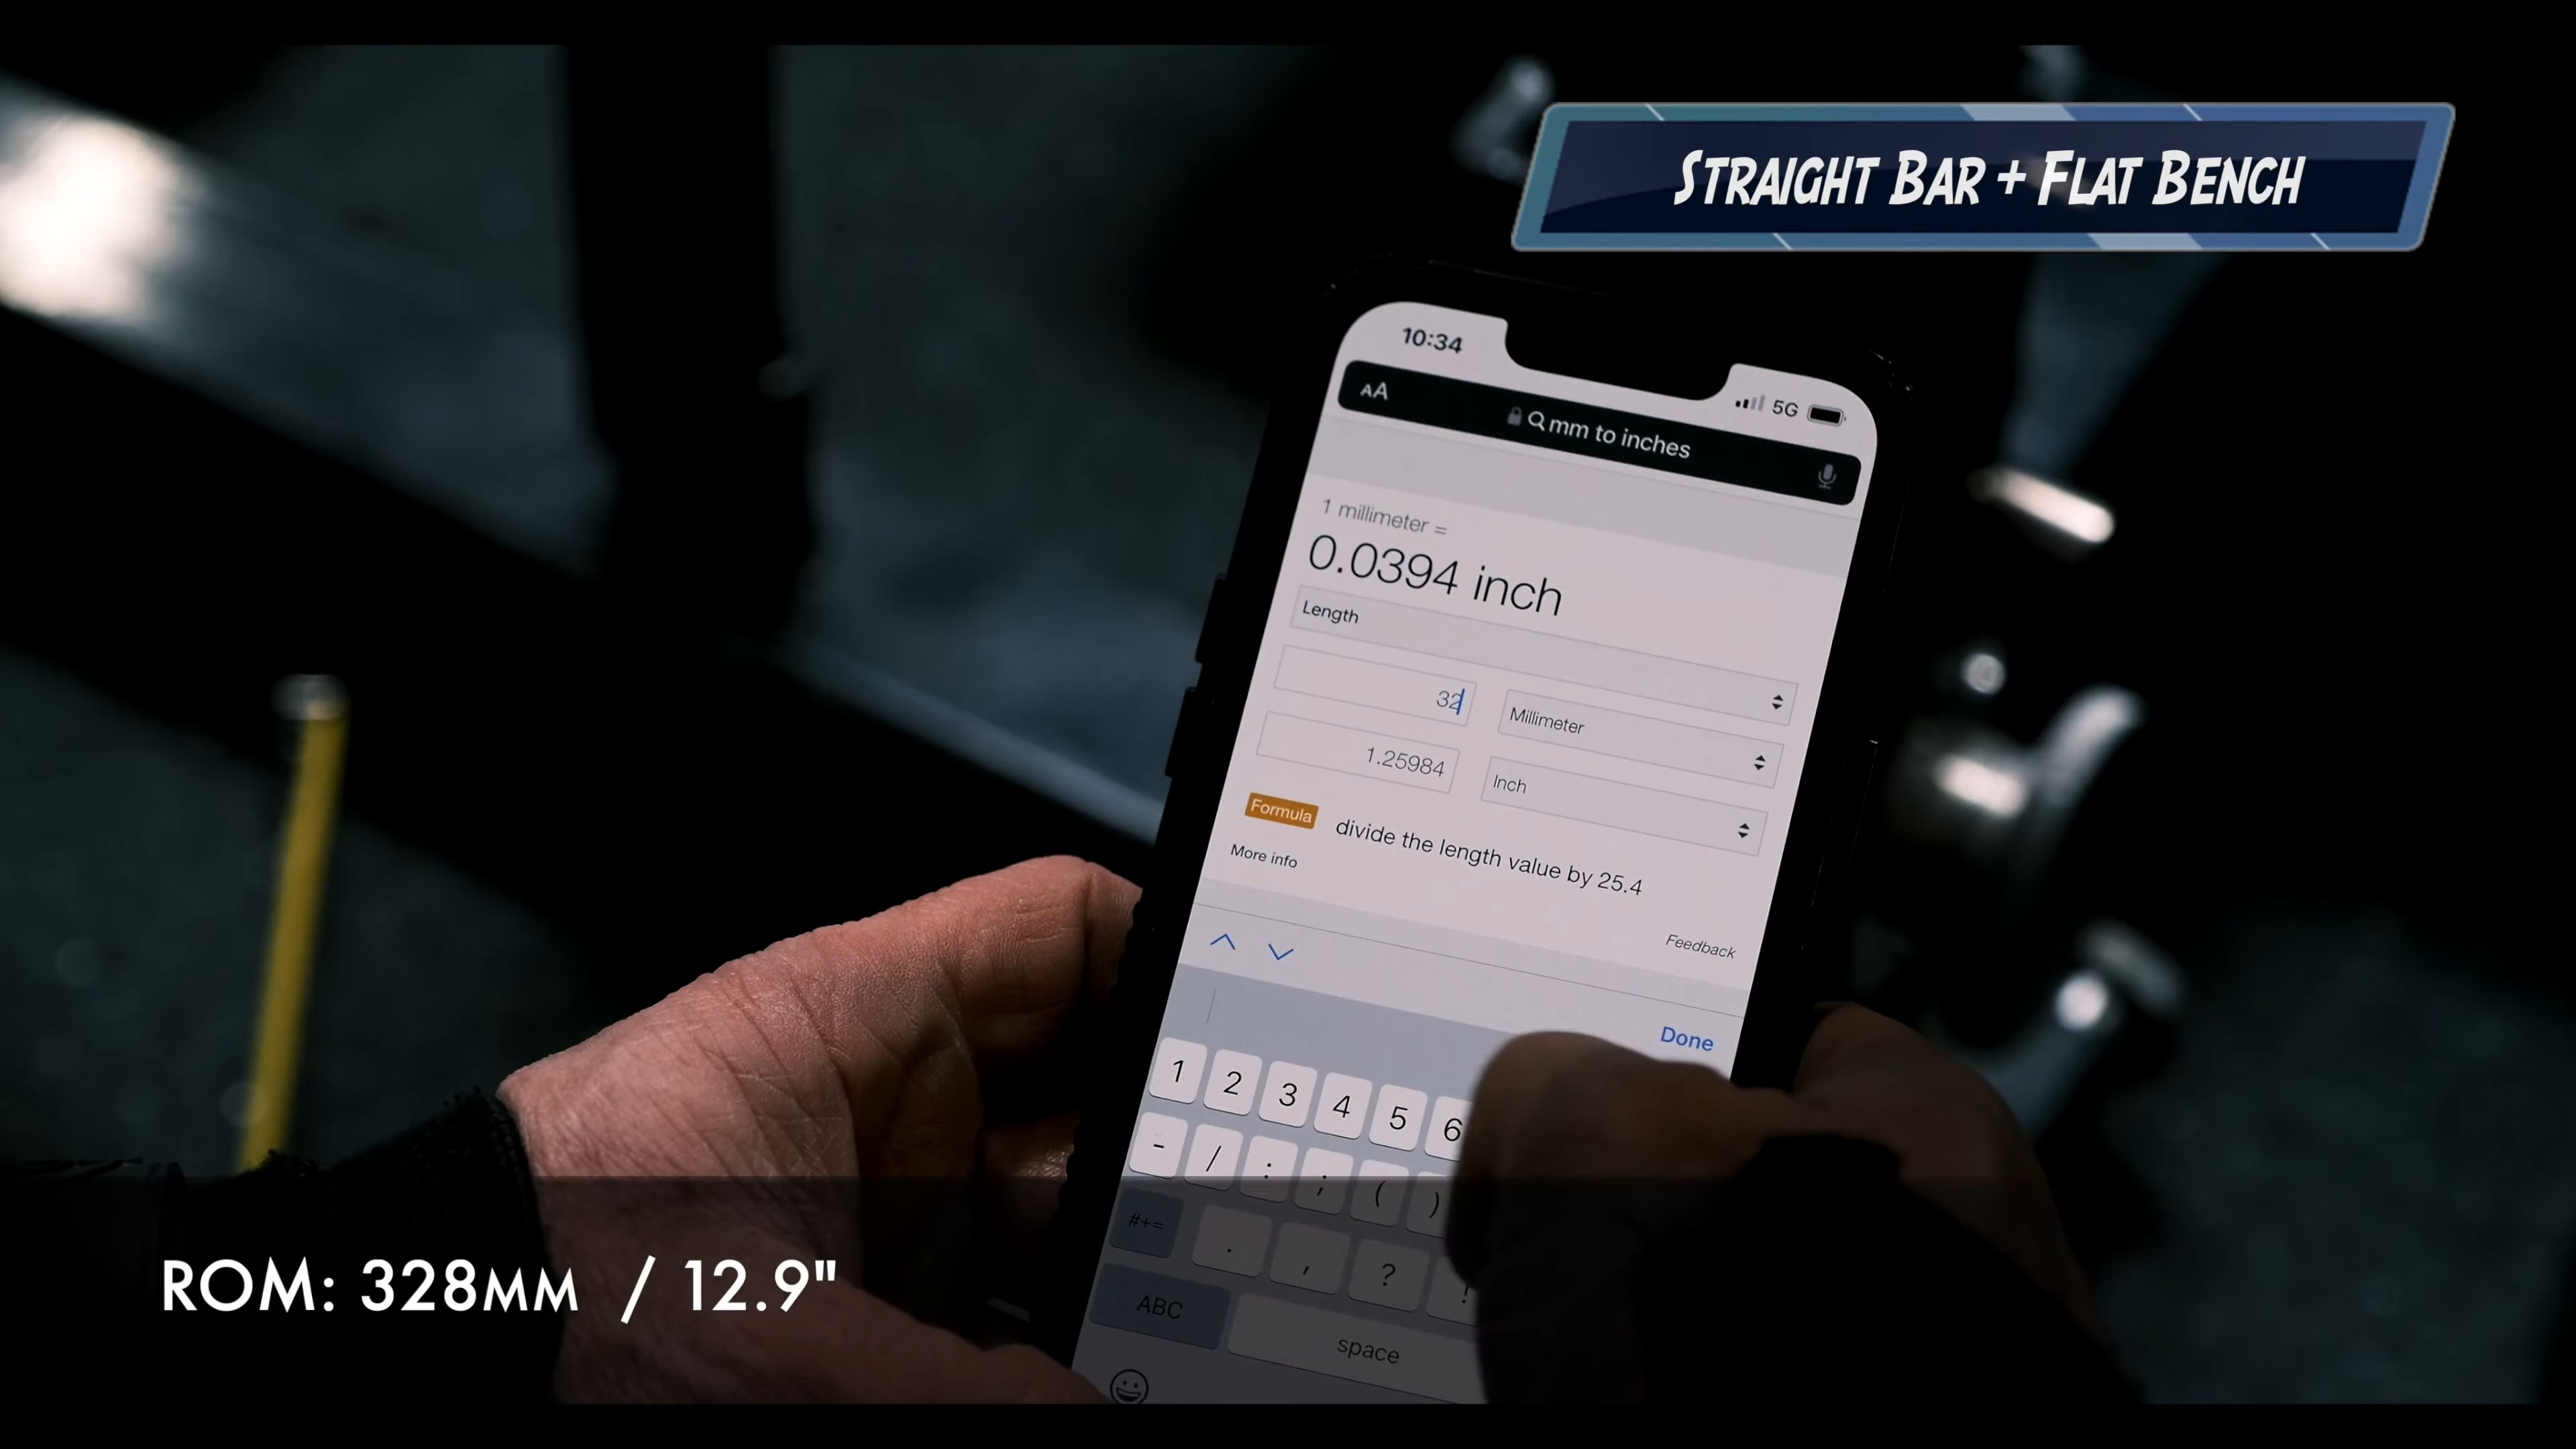 STRAIGHT BAR + FLAT BENCH
10:34
5G
AA
mm to inches
1 millimeter =
0.0394 inch
Length
32
Millimeter
1.25984
Inch
Formula
divide the length value by 25.4
More info
Feedback
Done
1 2 3 4 5 6
- / : ; ( )
#+= . , ? !
ABC space
ROM: 328MM / 12.9"